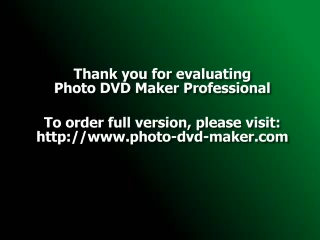 Thank you for evaluating
Photo DVD Maker Professional
To order full version, please visit:
http://www.photo-dvd-maker.com